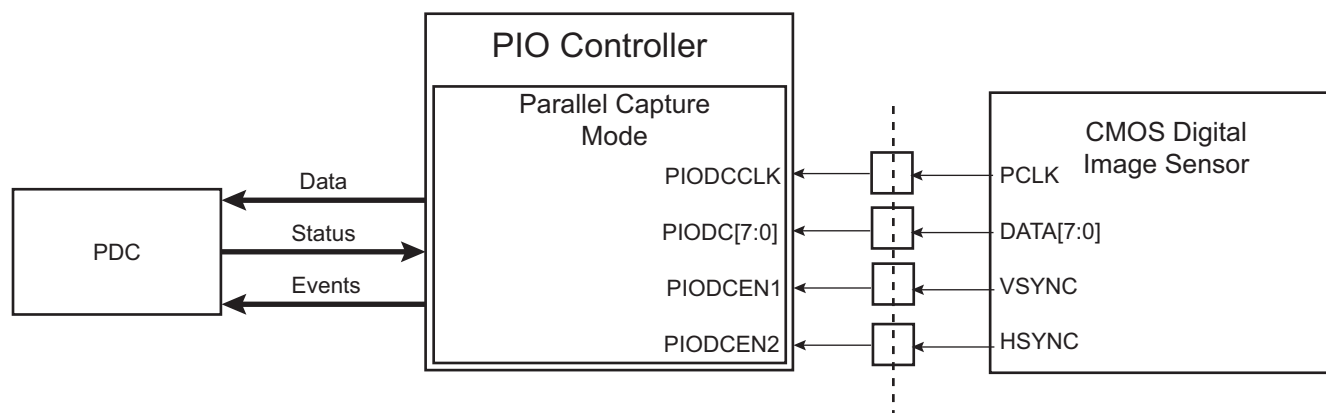 PIO Controller
Parallel Capture
Mode
PIODCCLK
PIODC[7:0]
PIODCEN1
PIODCEN2
Data
Status
Events
PDC
CMOS Digital
Image Sensor
PCLK
DATA[7:0]
VSYNC
HSYNC